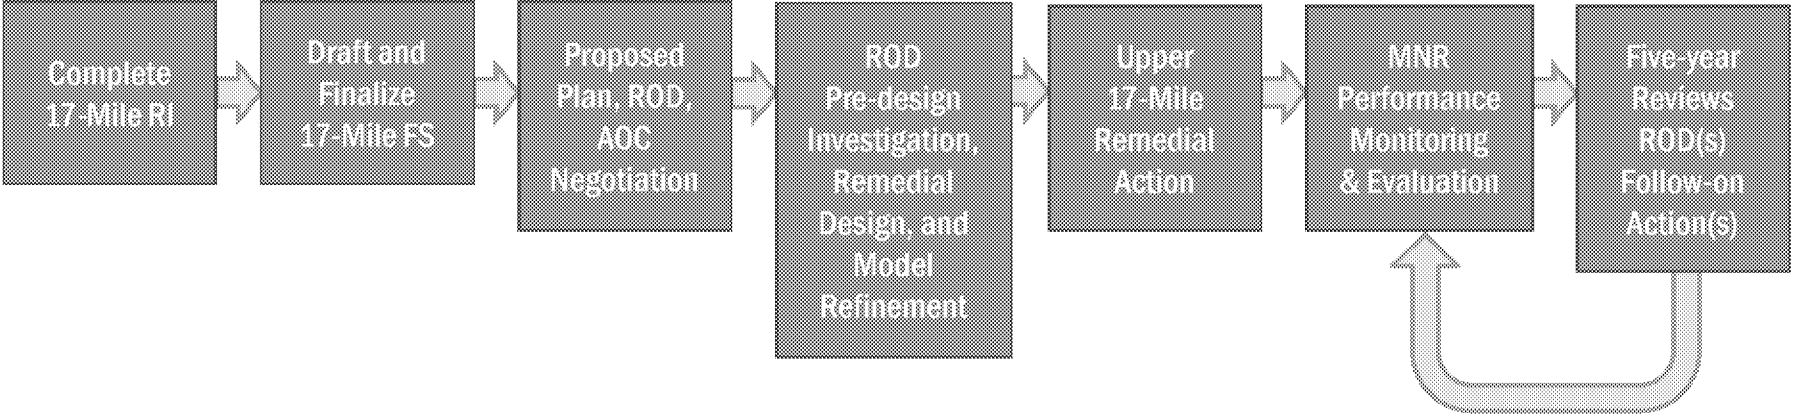 Complete
17-Mile RI
Draft and
Finalize
17-Mile FS
Proposed
Plan, ROD,
AOC
Negotiation
ROD
Pre-design
Investigation,
Remedial
Design, and
Model
Refinement
Upper
17-Mile
Remedial
Action
MNR
Performance
Monitoring
& Evaluation
Five-year
Reviews
ROD(s)
Follow-on
Action(s)